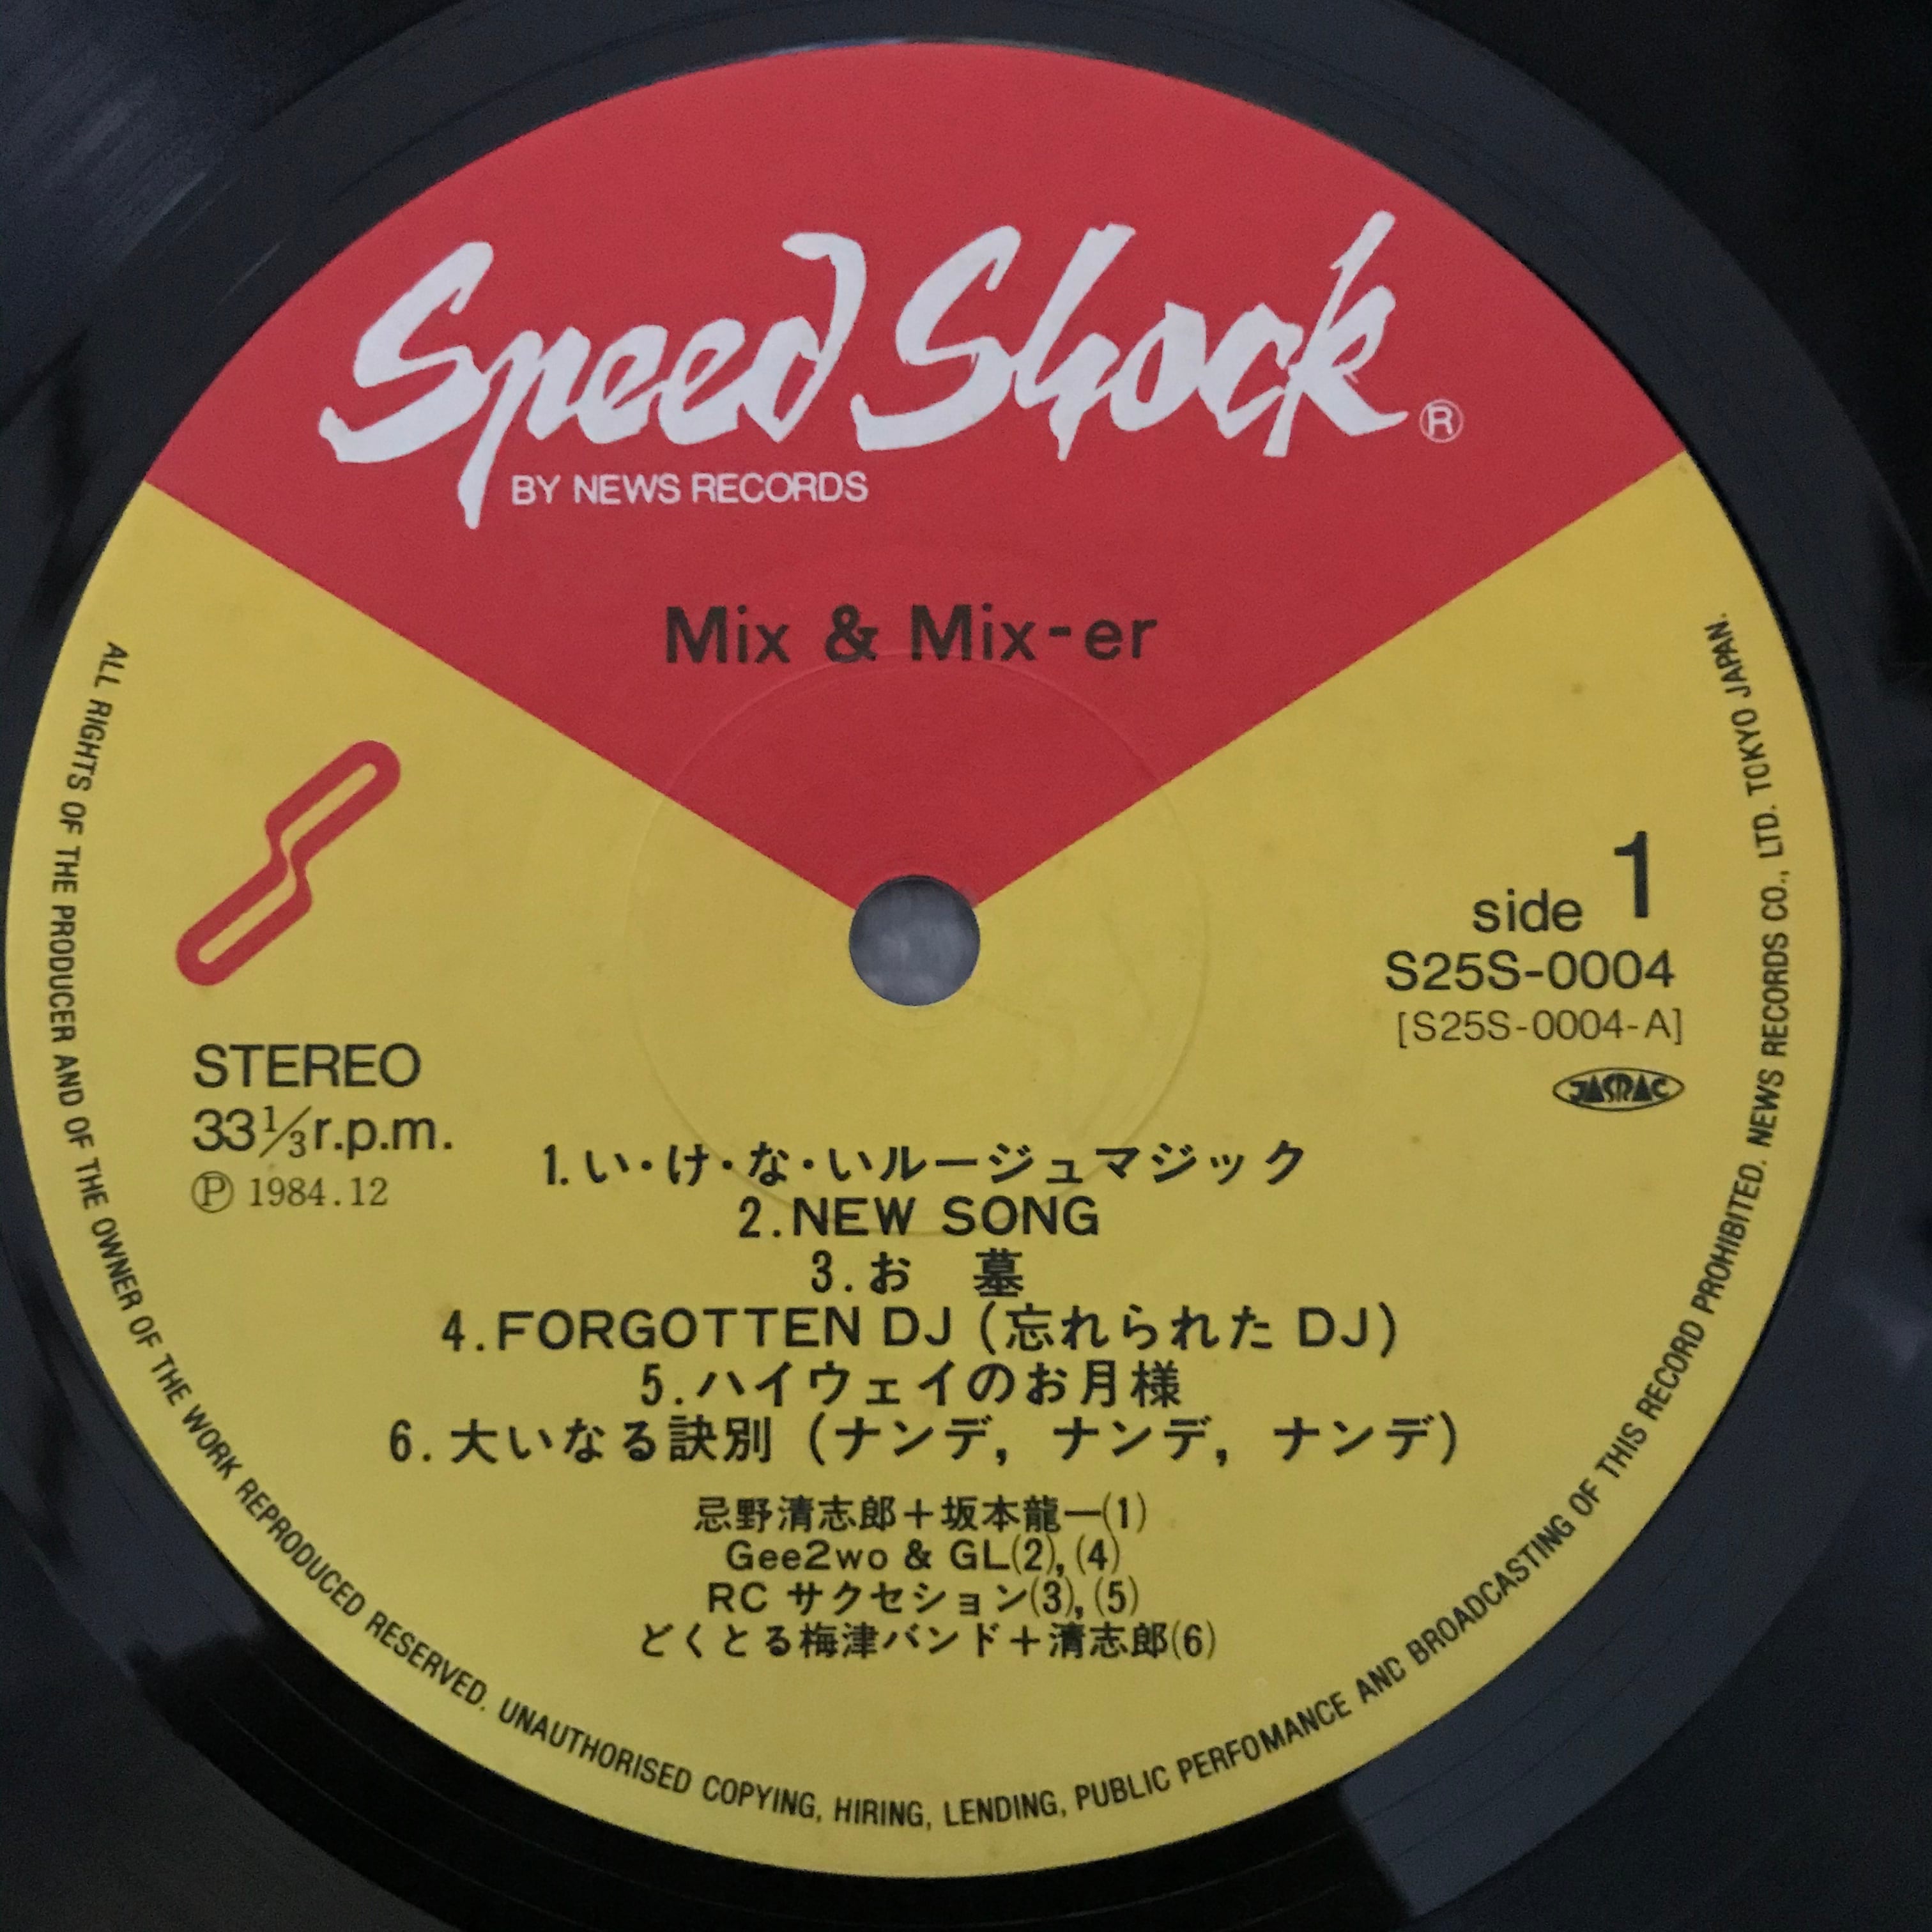 Speed Shock ®
BY NEWS RECORDS
Mix & Mix-er
side 1
S25S-0004
[S25S-0004-A]
JASRAC
STEREO
33⅓r.p.m.
Ⓟ 1984.12
1.い・け・な・いルージュマジック
2.NEW SONG
3.お 墓
4.FORGOTTEN DJ (忘れられた DJ)
5.ハイウェイのお月様
6.大いなる訣別 (ナンデ, ナンデ, ナンデ)
忌野清志郎+坂本龍一(1)
Gee2wo & GL(2), (4)
RC サクセション(3), (5)
どくとる梅津バンド+清志郎(6)
ALL RIGHTS OF THE PRODUCER AND OF THE OWNER OF THE WORK REPRODUCED RESERVED. UNAUTHORISED COPYING, HIRING, LENDING, PUBLIC PERFOMANCE AND BROADCASTING OF THIS RECORD PROHIBITED. NEWS RECORDS CO., LTD. TOKYO JAPAN.